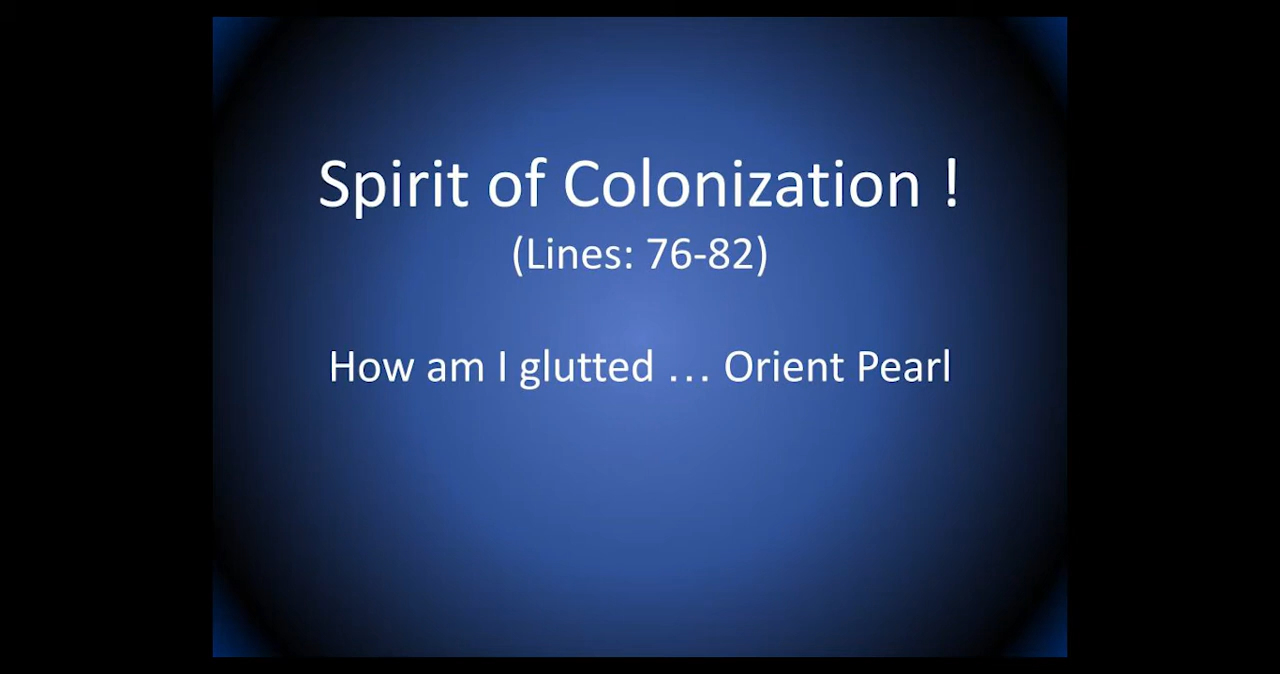 Spirit of Colonization !
(Lines: 76-82)
How am I glutted … Orient Pearl